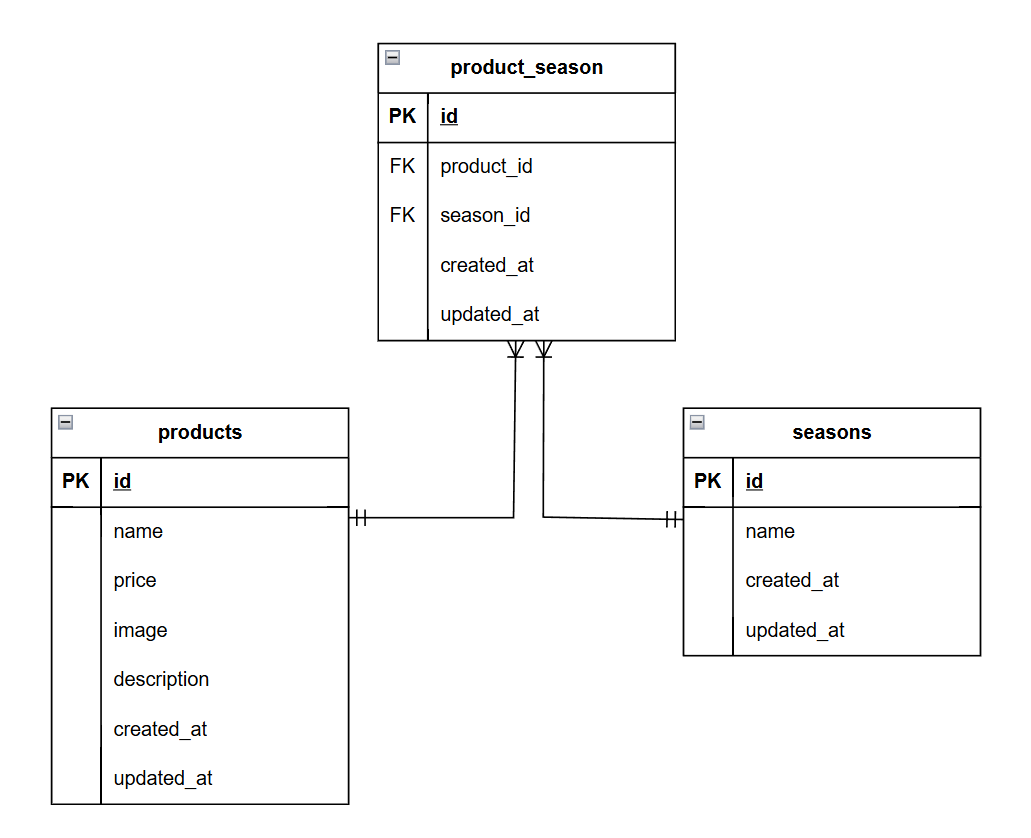 product_season
PK id
FK product_id
FK season_id
created_at
updated_at
products
PK id
name
price
image
description
created_at
updated_at
seasons
PK id
name
created_at
updated_at